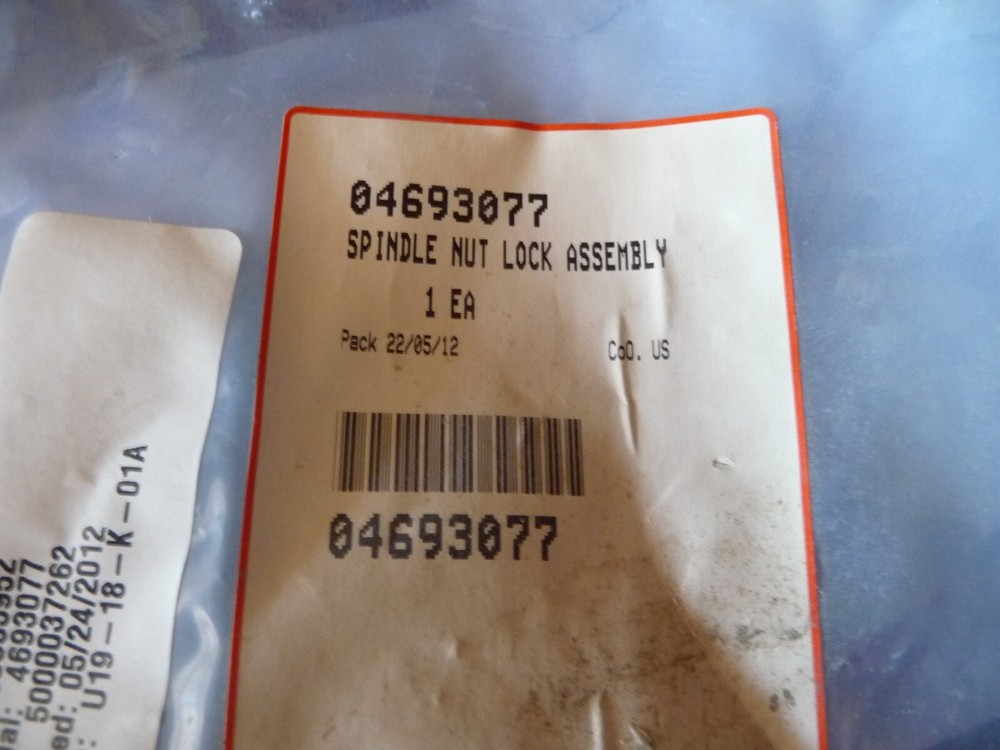 04693077
SPINDLE NUT LOCK ASSEMBLY
1 EA
Pack 22/05/12 CoO. US
04693077
4693077
5000037262
05/24/2012
U19-18-K-01A